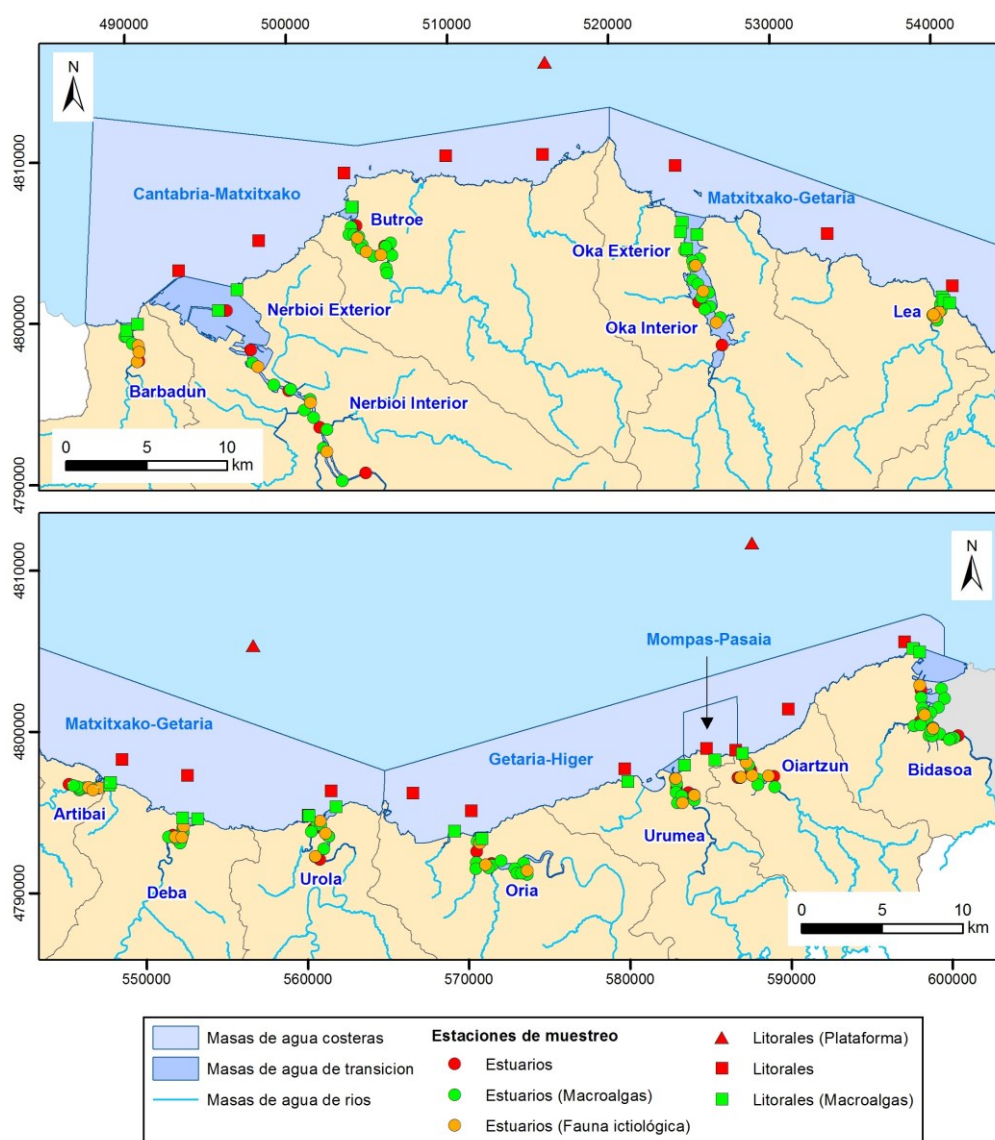 490000 500000 510000 520000 530000 540000
N
4810000
4800000
4790000
Cantabria-Matxitxako
Matxitxako-Getaria
Butroe
Oka Exterior
Nerbioi Exterior
Oka Interior
Lea
Barbadun
Nerbioi Interior
0 5 10
km
4810000
4800000
4790000
N
Mompas-Pasaia
Matxitxako-Getaria
Getaria-Higer
Oiartzun
Bidasoa
Artibai
Urumea
Deba
Urola
Oria
0 5 10
km
550000 560000 570000 580000 590000 600000
Masas de agua costeras
Masas de agua de transicion
Masas de agua de rios
Estaciones de muestreo
Estuarios
Estuarios (Macroalgas)
Estuarios (Fauna ictiológica)
Litorales (Plataforma)
Litorales
Litorales (Macroalgas)